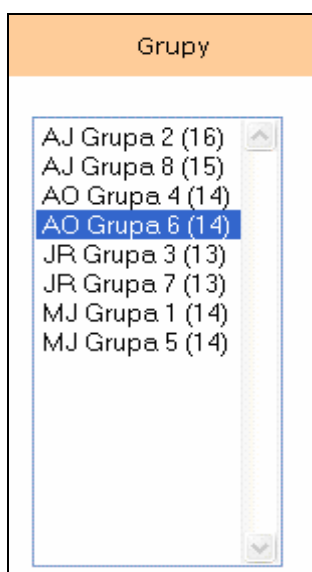 Grupy
AJ Grupa 2 (16)
AJ Grupa 8 (15)
AO Grupa 4 (14)
AO Grupa 6 (14)
JR Grupa 3 (13)
JR Grupa 7 (13)
MJ Grupa 1 (14)
MJ Grupa 5 (14)